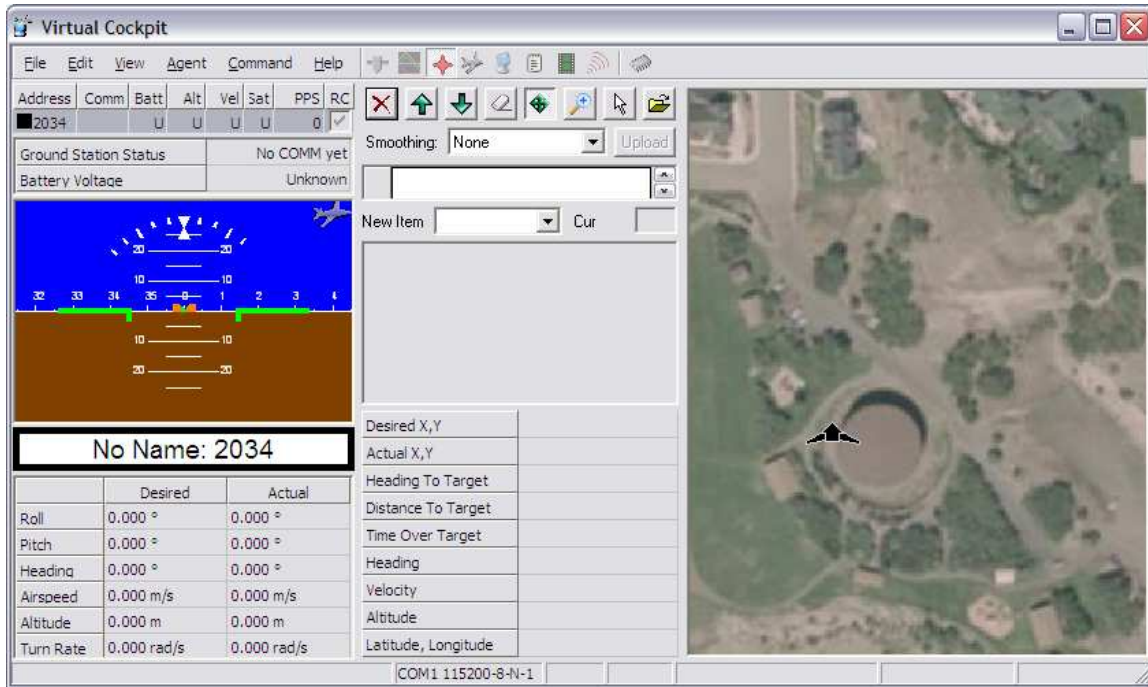 Virtual Cockpit
File Edit View Agent Command Help
Address Comm Batt Alt Vel Sat PPS RC
2034 U U U U 0
Ground Station Status No COMM yet
Battery Voltage Unknown
20 20
10 10
32 33 34 35 0 1 2 3 4
10 10
20 20
No Name: 2034
Desired Actual
Roll 0.000 ° 0.000 °
Pitch 0.000 ° 0.000 °
Heading 0.000 ° 0.000 °
Airspeed 0.000 m/s 0.000 m/s
Altitude 0.000 m 0.000 m
Turn Rate 0.000 rad/s 0.000 rad/s
Smoothing: None Upload
New Item Cur
Desired X,Y
Actual X,Y
Heading To Target
Distance To Target
Time Over Target
Heading
Velocity
Altitude
Latitude, Longitude
COM1 115200-8-N-1